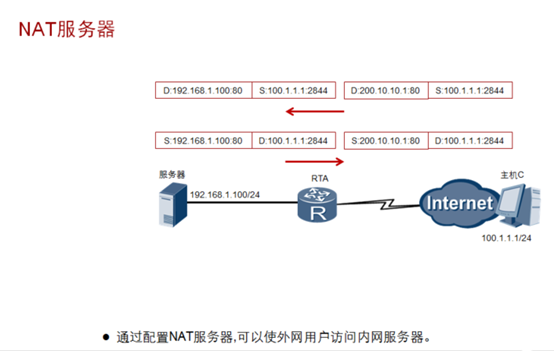 NAT服务器
D:192.168.1.100:80 S:100.1.1.1:2844 D:200.10.10.1:80 S:100.1.1.1:2844
S:192.168.1.100:80 D:100.1.1.1:2844 S:200.10.10.1:80 D:100.1.1.1:2844
服务器 RTA 主机C
192.168.1.100/24
R Internet
100.1.1.1/24
● 通过配置NAT服务器,可以使外网用户访问内网服务器。